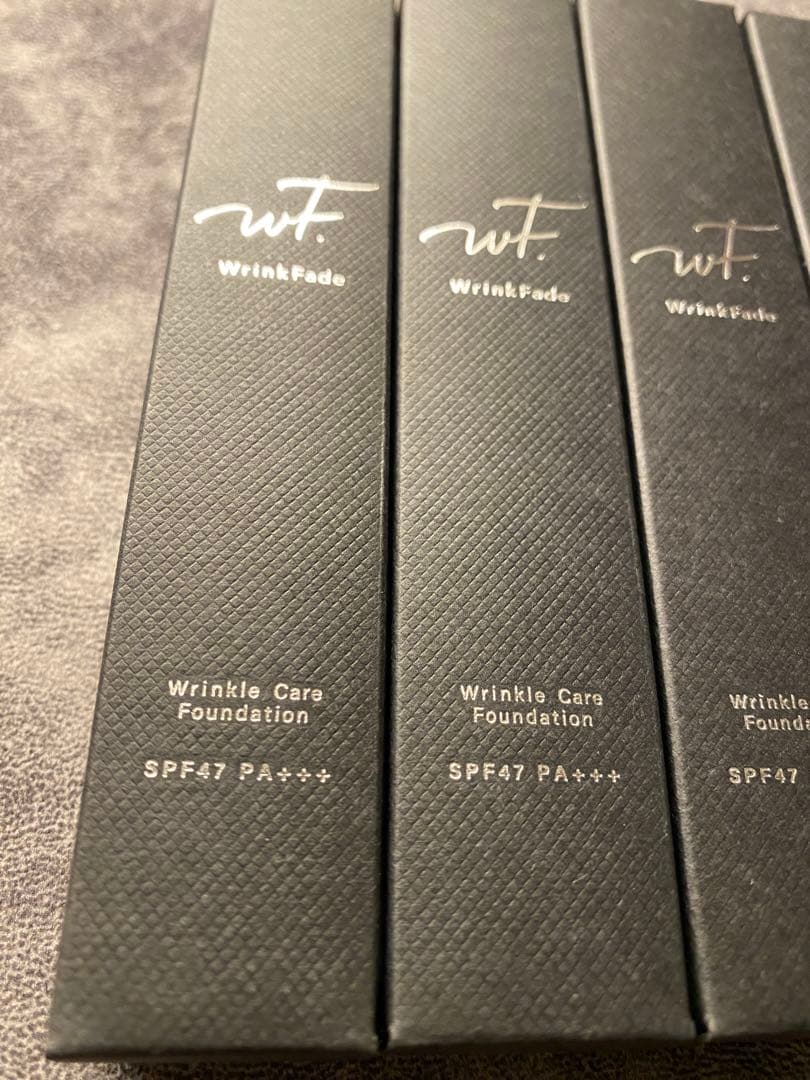 wF.
WrinkFade
Wrinkle Care
Foundation
SPF47 PA+++
wF.
WrinkFade
Wrinkle Care
Foundation
SPF47 PA+++
wF.
WrinkFade
Wrinkle
Founda
SPF47